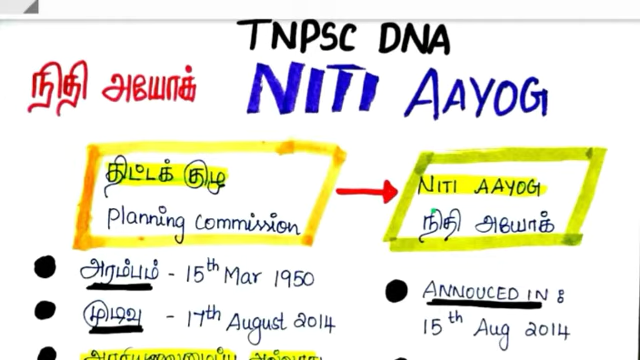 TNPSC DNA
நிதி அயோக் NITI AAYOG
திட்டக் குழு
Planning Commission
NITI AAYOG
நிதி அயோக்
அரம்பம் - 15th Mar 1950
முடிவு - 17th August 2014
ANNOUCED IN :
15th Aug 2014